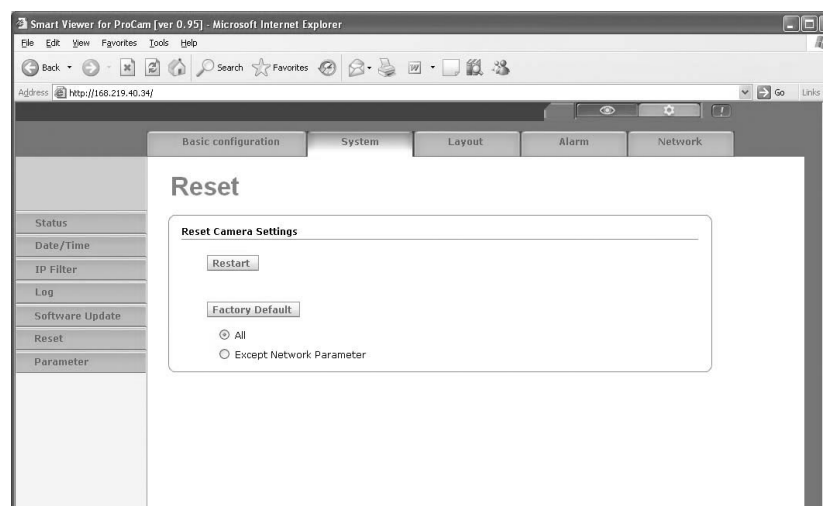 Smart Viewer for ProCam [ver 0.95] - Microsoft Internet Explorer
File Edit View Favorites Tools Help
Back Search Favorites
Address http://168.219.40.34/ Go Links
Basic configuration System Layout Alarm Network
Reset
Status
Date/Time
IP Filter
Log
Software Update
Reset
Parameter
Reset Camera Settings
Restart
Factory Default
All
Except Network Parameter